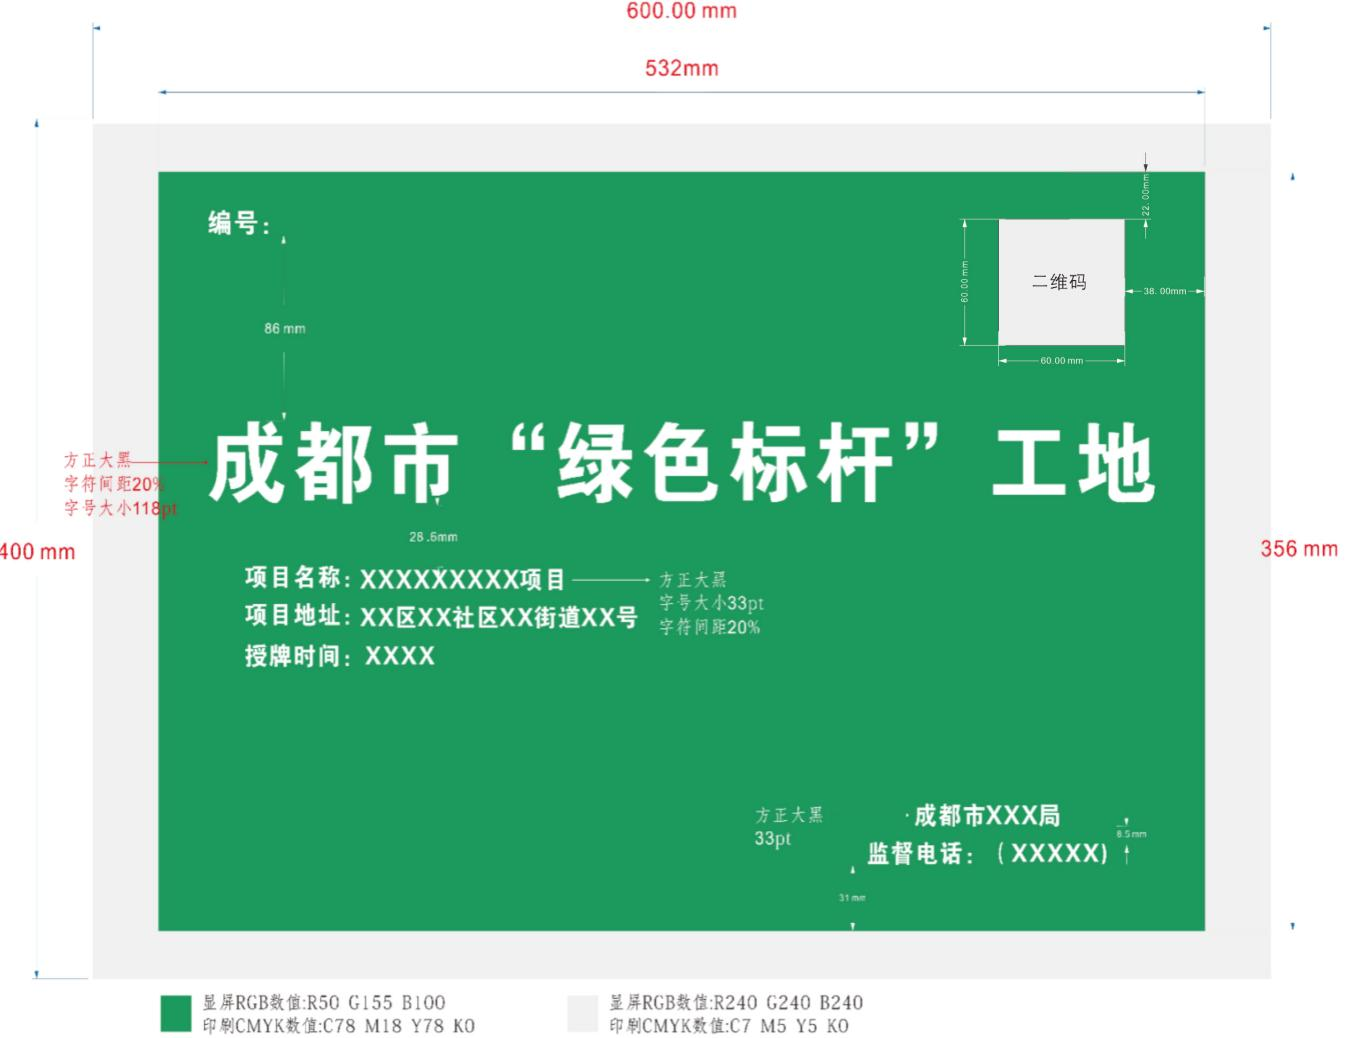 600.00 mm
532mm
22. 00mm
编号：
60.00 mm
二维码
38. 00mm
60.00 mm
86 mm
成都市 “绿色标杆” 工地
方正大黑
字符间距20%
字号大小118pt
400 mm
356 mm
28.6mm
项目名称：XXXXXXXXX项目
项目地址：XX区XX社区XX街道XX号
授牌时间：XXXX
方正大黑
字号大小33pt
字符间距20%
方正大黑
33pt
成都市XXX局
监督电话：（XXXXX）
8.5 mm
31 mm
显屏RGB数值:R50 G155 B100
印刷CMYK数值:C78 M18 Y78 K0
显屏RGB数值:R240 G240 B240
印刷CMYK数值:C7 M5 Y5 K0